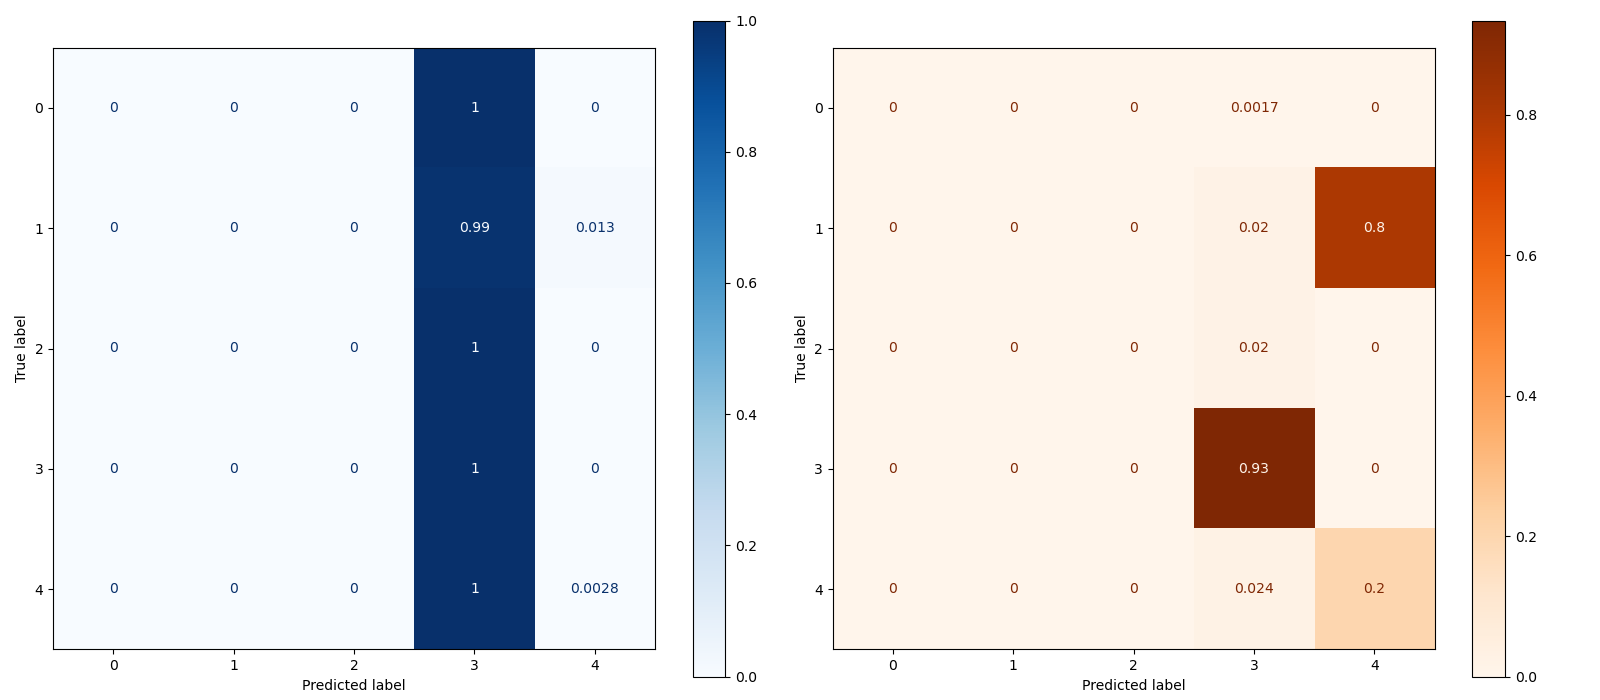 1.0
0.8
0.6
0.4
0.2
0.0
True label
0 0 0 0 1 0
1 0 0 0 0.99 0.013
2 0 0 0 1 0
3 0 0 0 1 0
4 0 0 0 1 0.0028
0 1 2 3 4
Predicted label
0.8
0.6
0.4
0.2
0.0
True label
0 0 0 0 0.0017 0
1 0 0 0 0.02 0.8
2 0 0 0 0.02 0
3 0 0 0 0.93 0
4 0 0 0 0.024 0.2
0 1 2 3 4
Predicted label